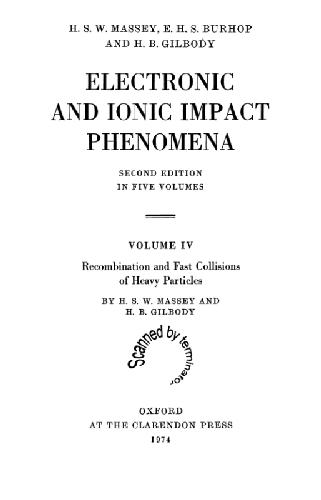 H. S. W. MASSEY, E. H. S. BURHOP
AND H. B. GILBODY
ELECTRONIC
AND IONIC IMPACT
PHENOMENA
SECOND EDITION
IN FIVE VOLUMES
VOLUME IV
Recombination and Fast Collisions
of Heavy Particles
BY H. S. W. MASSEY AND
H. B. GILBODY
Scanned by terminator
OXFORD
AT THE CLARENDON PRESS
1974